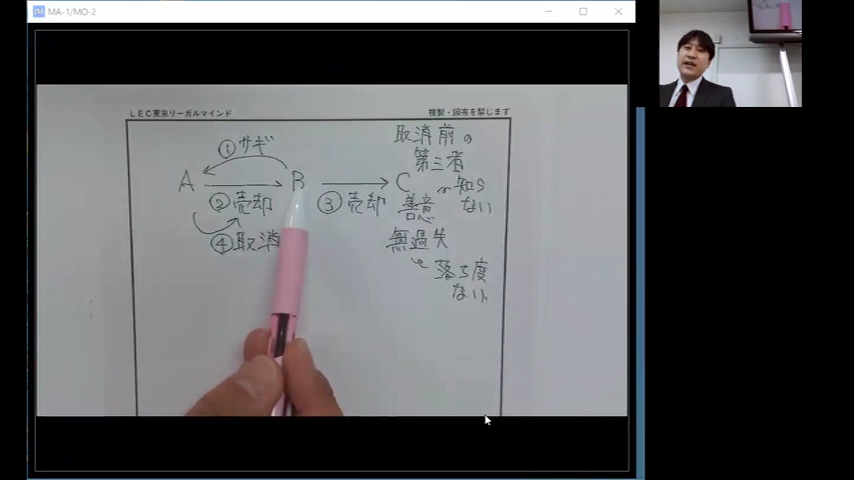 MA-1/MO-2
LEC東京リーガルマインド
複製・頒布を禁じます
①サギ
A
B
C
②売却
③売却
④取消
取消前の
第三者
善意
〜知ら
ない
無過失
〜落ち度
ない